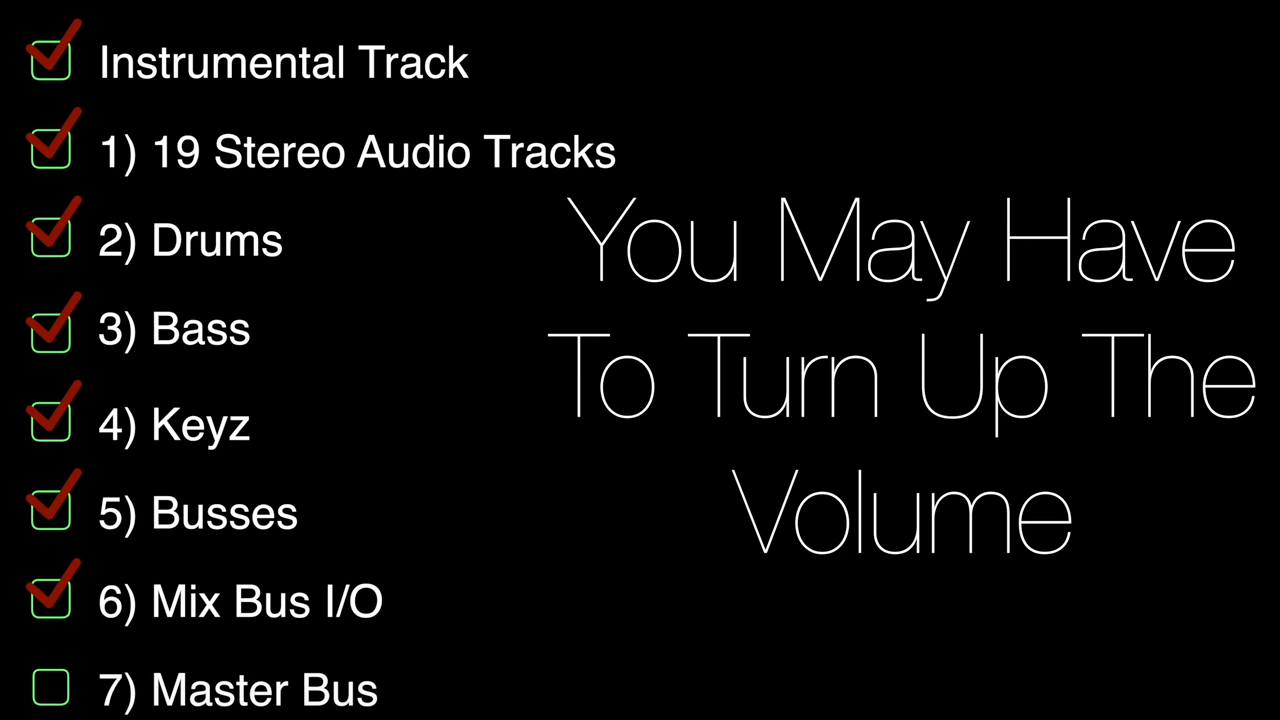 Instrumental Track
1) 19 Stereo Audio Tracks
2) Drums
3) Bass
4) Keyz
5) Busses
6) Mix Bus I/O
7) Master Bus
You May Have
To Turn Up The
Volume